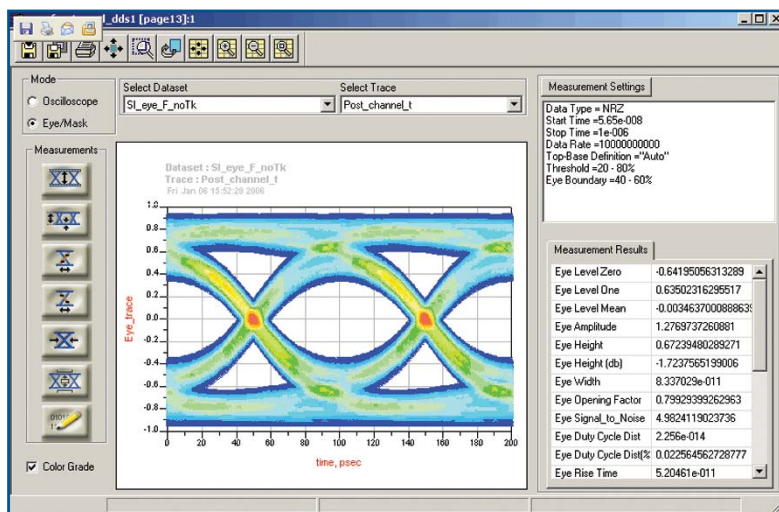 _dds1 [page13]:1
Mode
Oscilloscope
Eye/Mask
Select Dataset
SI_eye_F_noTk
Select Trace
Post_channel_t
Measurements
Color Grade
Dataset : SI_eye_F_noTk
Trace : Post_channel_t
Fri Jan 06 15:52:28 2006
Eye_trace
1.0
0.8
0.6
0.4
0.2
0.0
-0.2
-0.4
-0.6
-0.8
-1.0
0 20 40 60 80 100 120 140 160 180 200
time, psec
Measurement Settings
Data Type = NRZ
Start Time =5.65e-008
Stop Time =1e-006
Data Rate =10000000000
Top-Base Definition ="Auto"
Threshold =20 - 80%
Eye Boundary =40 - 60%
Measurement Results
Eye Level Zero -0.64195056313289
Eye Level One 0.63502316295517
Eye Level Mean -0.0034637000888639
Eye Amplitude 1.2769737260881
Eye Height 0.67239480289271
Eye Height (db) -1.7237565199006
Eye Width 8.337029e-011
Eye Opening Factor 0.79929399262963
Eye Signal_to_Noise 4.9824119023736
Eye Duty Cycle Dist 2.256e-014
Eye Duty Cycle Dist(% 0.022564562728777
Eye Rise Time 5.20461e-011